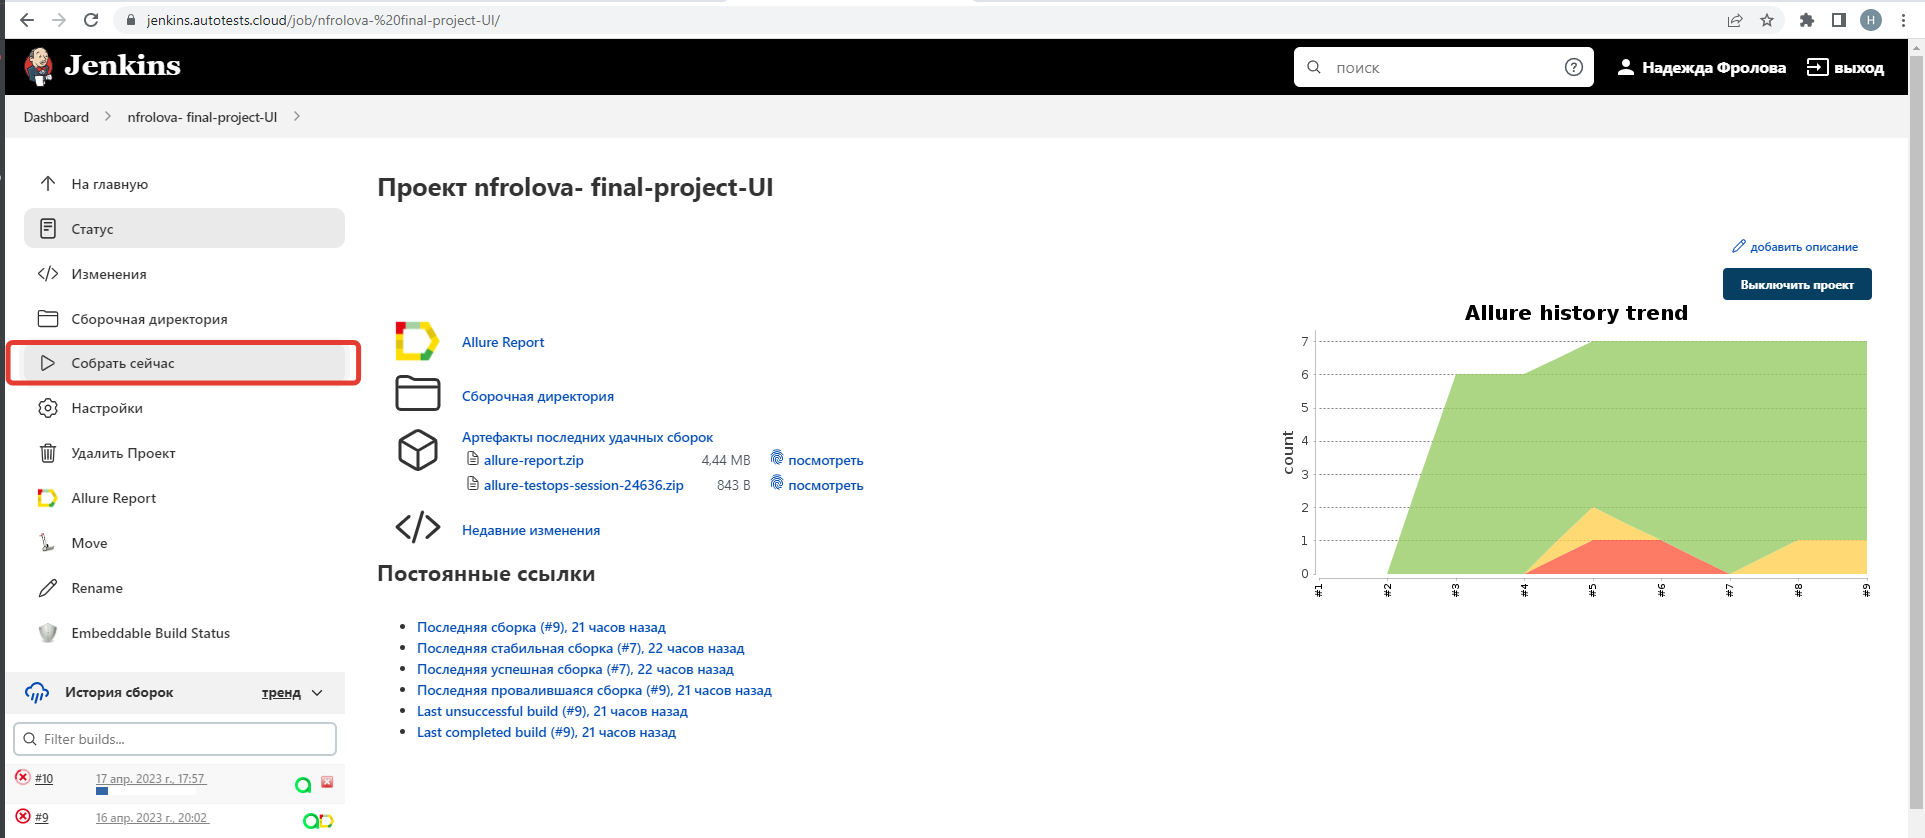 jenkins.autotests.cloud/job/nfrolova-%20final-project-UI/
H
Jenkins
поиск
Надежда Фролова
выход
Dashboard
nfrolova- final-project-UI
На главную
Статус
Изменения
Сборочная директория
Собрать сейчас
Настройки
Удалить Проект
Allure Report
Move
Rename
Embeddable Build Status
История сборок
тренд
Filter builds...
#10
17 апр. 2023 г., 17:57
#9
16 апр. 2023 г., 20:02
Проект nfrolova- final-project-UI
добавить описание
Выключить проект
Allure Report
Сборочная директория
Артефакты последних удачных сборок
allure-report.zip 4,44 MB посмотреть
allure-testops-session-24636.zip 843 B посмотреть
Недавние изменения
Постоянные ссылки
Последняя сборка (#9), 21 часов назад
Последняя стабильная сборка (#7), 22 часов назад
Последняя успешная сборка (#7), 22 часов назад
Последняя провалившаяся сборка (#9), 21 часов назад
Last unsuccessful build (#9), 21 часов назад
Last completed build (#9), 21 часов назад
Allure history trend
count
7
6
5
4
3
2
1
0
#1
#2
#3
#4
#5
#6
#7
#8
#9